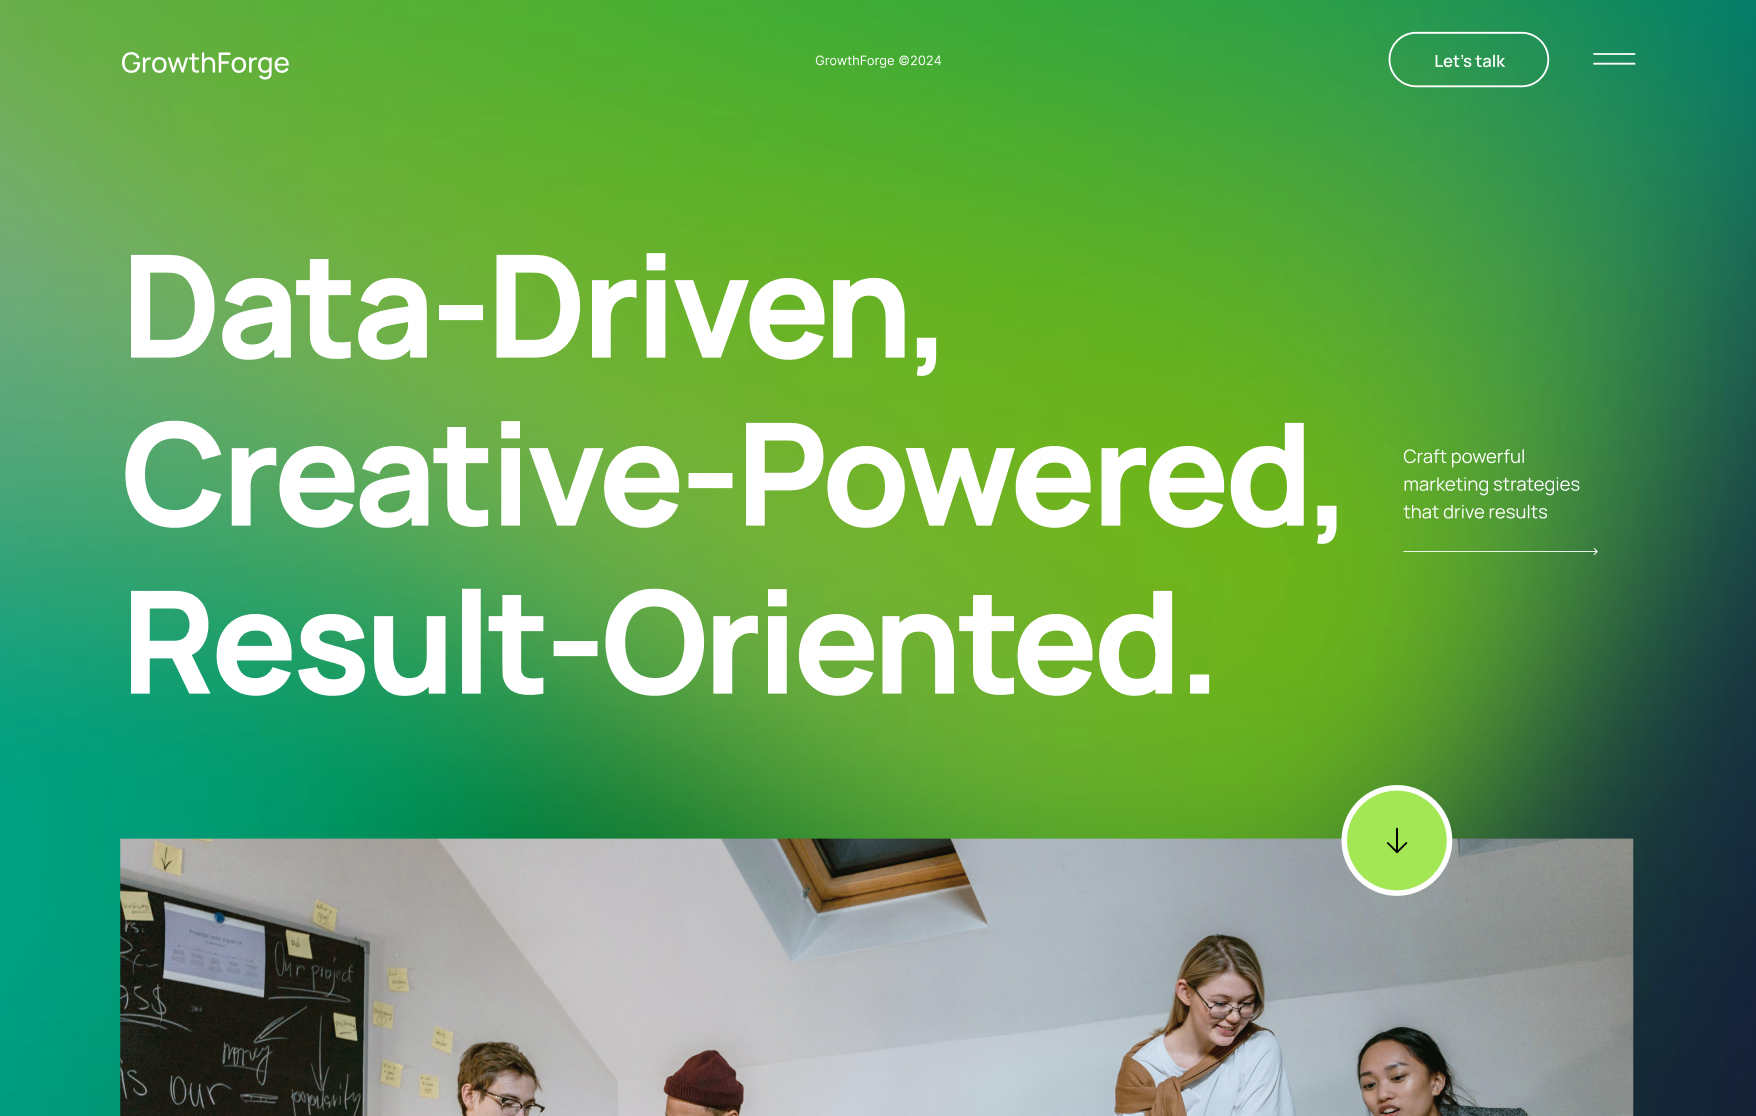 GrowthForge
GrowthForge ©2024
Let's talk
Data-Driven,
Creative-Powered,
Result-Oriented.
Craft powerful
marketing strategies
that drive results
ad
Our project
money
is our = popularity